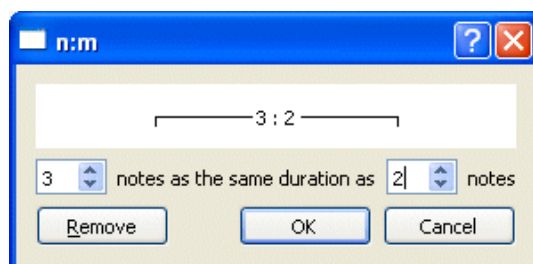 n:m
3 : 2
3 notes as the same duration as 2 notes
Remove OK Cancel